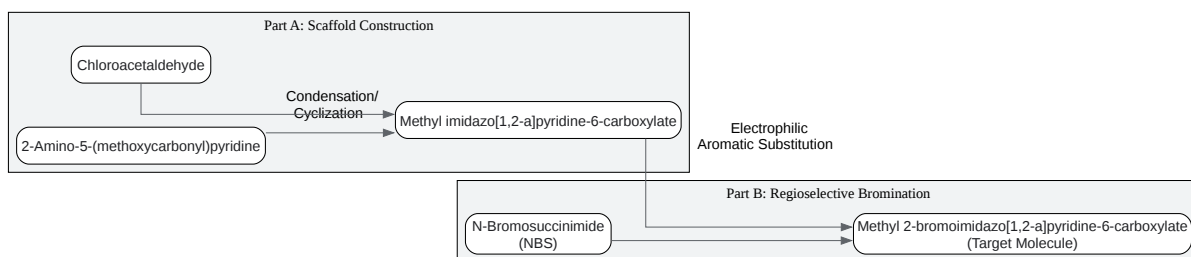 Part A: Scaffold Construction
Chloroacetaldehyde
Condensation/
Cyclization
Methyl imidazo[1,2-a]pyridine-6-carboxylate
2-Amino-5-(methoxycarbonyl)pyridine
Electrophilic
Aromatic Substitution
Part B: Regioselective Bromination
N-Bromosuccinimide
(NBS)
Methyl 2-bromoimidazo[1,2-a]pyridine-6-carboxylate
(Target Molecule)